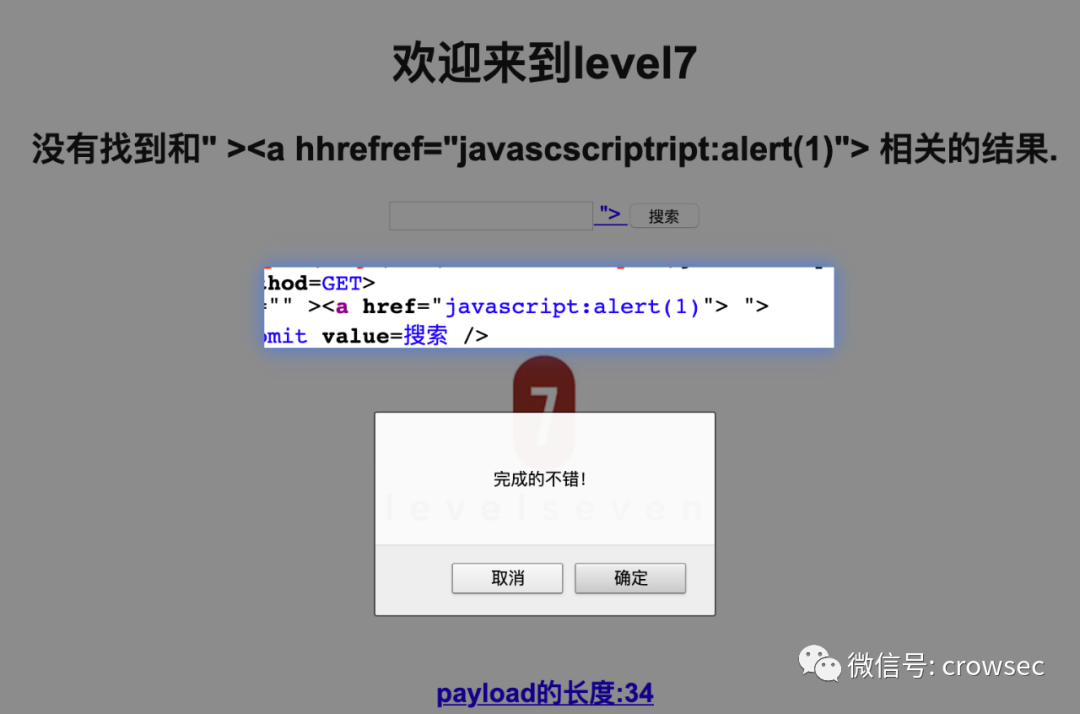 欢迎来到level7
没有找到和" ><a hhrefref="javascscriptript:alert(1)"> 相关的结果.
"> 搜索
hod=GET>
="" ><a href="javascript:alert(1)"> ">
mit value=搜索 />
7
完成的不错!
levelseven
取消 确定
微信号: crowsec
payload的长度:34